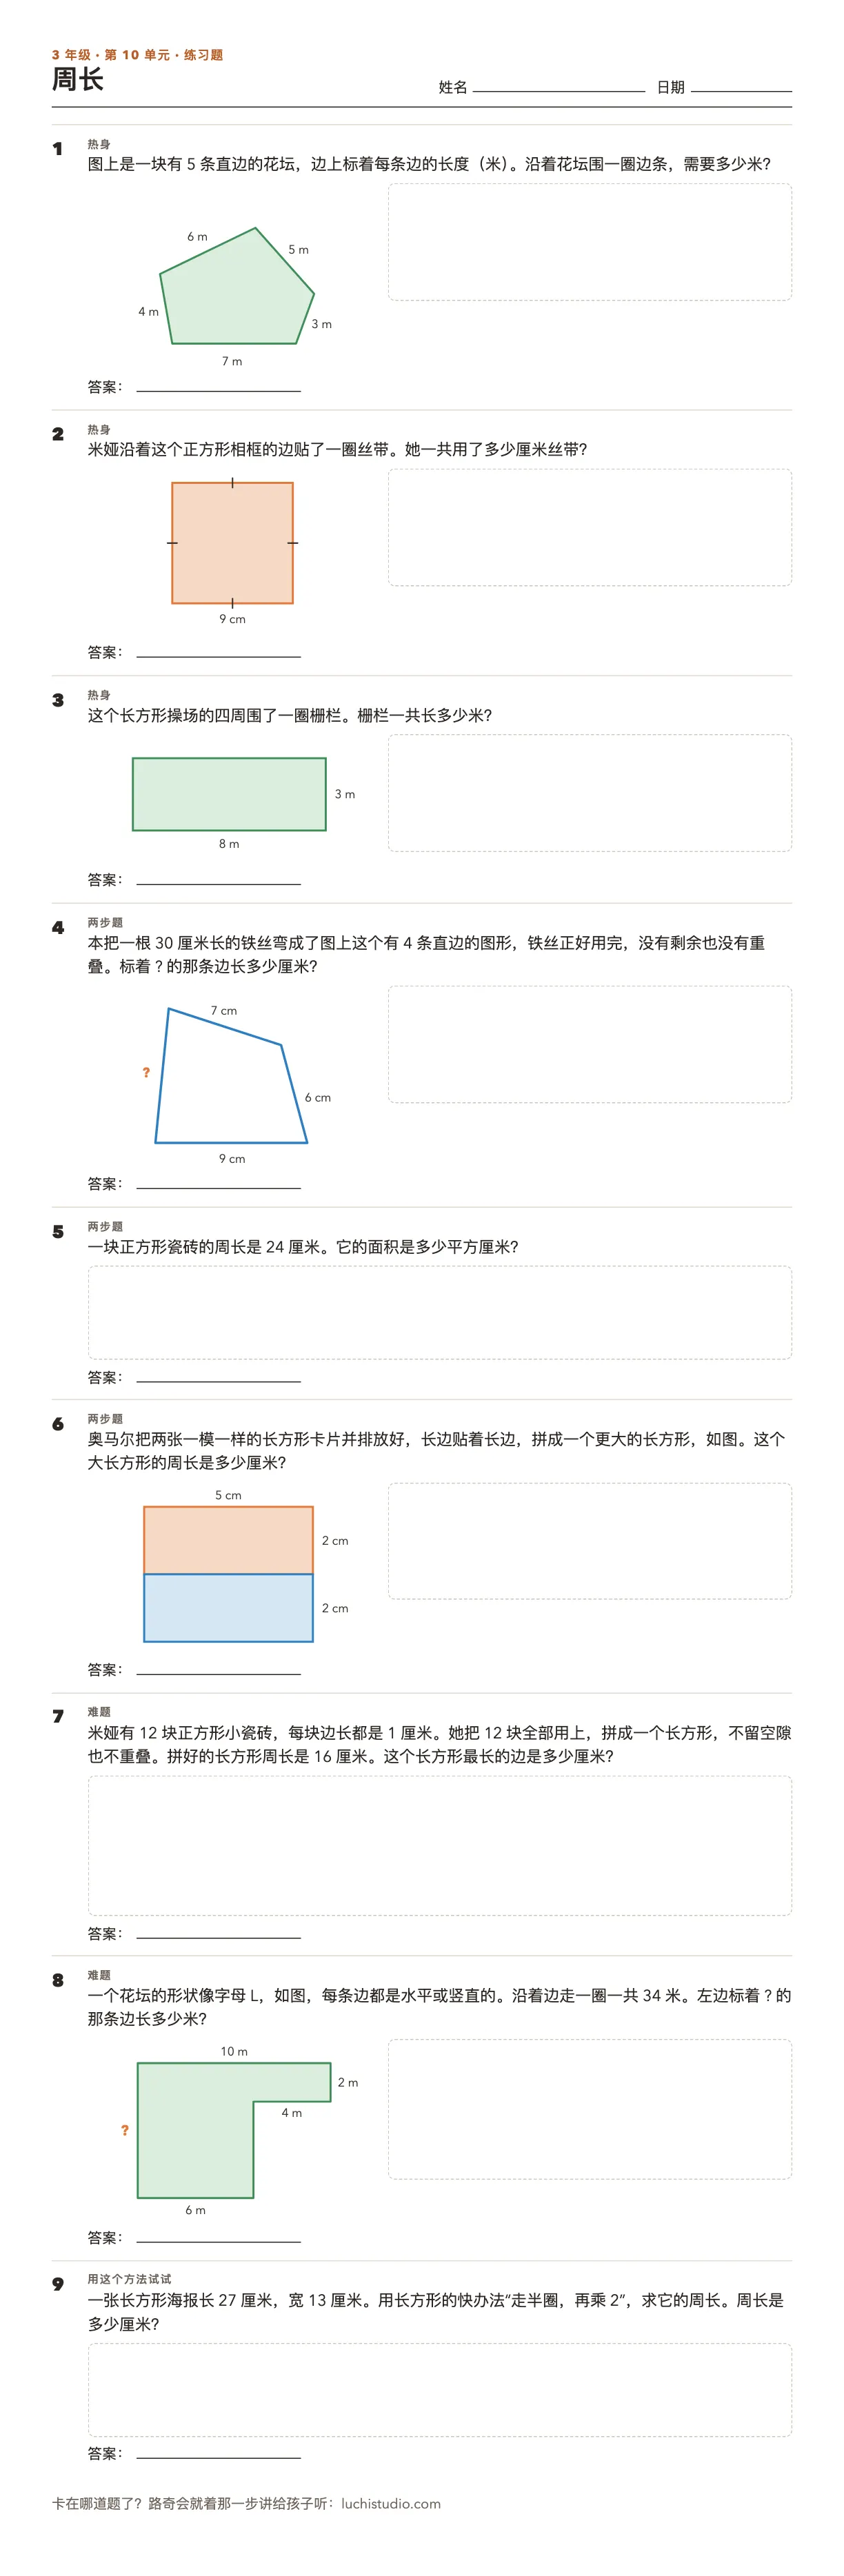 3 年级 · 第 10 单元 · 练习题
周长
姓名
日期
1
热身
图上是一块有 5 条直边的花坛，边上标着每条边的长度（米）。沿着花坛围一圈边条，需要多少米?
6 m
5 m
4 m
3 m
7 m
答案：
2
热身
米娅沿着这个正方形相框的边贴了一圈丝带。她一共用了多少厘米丝带?
9 cm
答案：
3
热身
这个长方形操场的四周围了一圈栅栏。栅栏一共长多少米?
3 m
8 m
答案：
4
两步题
本把一根 30 厘米长的铁丝弯成了图上这个有 4 条直边的图形，铁丝正好用完，没有剩余也没有重
叠。标着 ? 的那条边长多少厘米?
7 cm
?
6 cm
9 cm
答案：
5
两步题
一块正方形瓷砖的周长是 24 厘米。它的面积是多少平方厘米?
答案：
6
两步题
奥马尔把两张一模一样的长方形卡片并排放好，长边贴着长边，拼成一个更大的长方形，如图。这个
大长方形的周长是多少厘米?
5 cm
2 cm
2 cm
答案：
7
难题
米娅有 12 块正方形小瓷砖，每块边长都是 1 厘米。她把 12 块全部用上，拼成一个长方形，不留空隙
也不重叠。拼好的长方形周长是 16 厘米。这个长方形最长的边是多少厘米?
答案：
8
难题
一个花坛的形状像字母 L，如图，每条边都是水平或竖直的。沿着边走一圈一共 34 米。左边标着 ? 的
那条边长多少米?
10 m
2 m
4 m
?
6 m
答案：
9
用这个方法试试
一张长方形海报长 27 厘米，宽 13 厘米。用长方形的快办法“走半圈，再乘 2”，求它的周长。周长是
多少厘米?
答案：
卡在哪道题了？路奇会就着那一步讲给孩子听：luchistudio.com